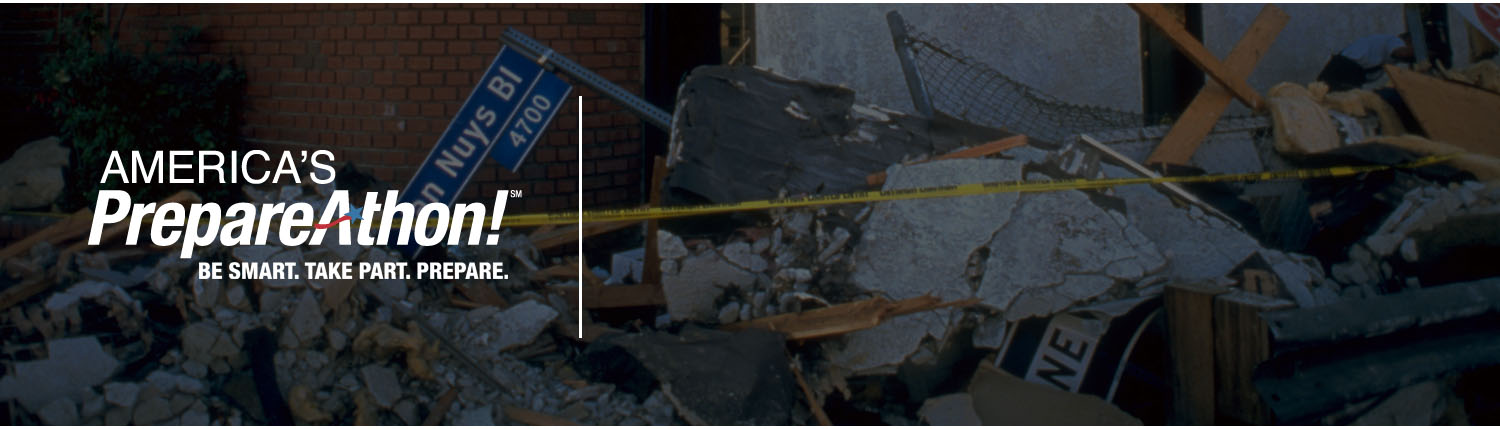 AMERICA'S
PrepareAthon!℠
BE SMART. TAKE PART. PREPARE.
n Nuys Bl
4700
NE